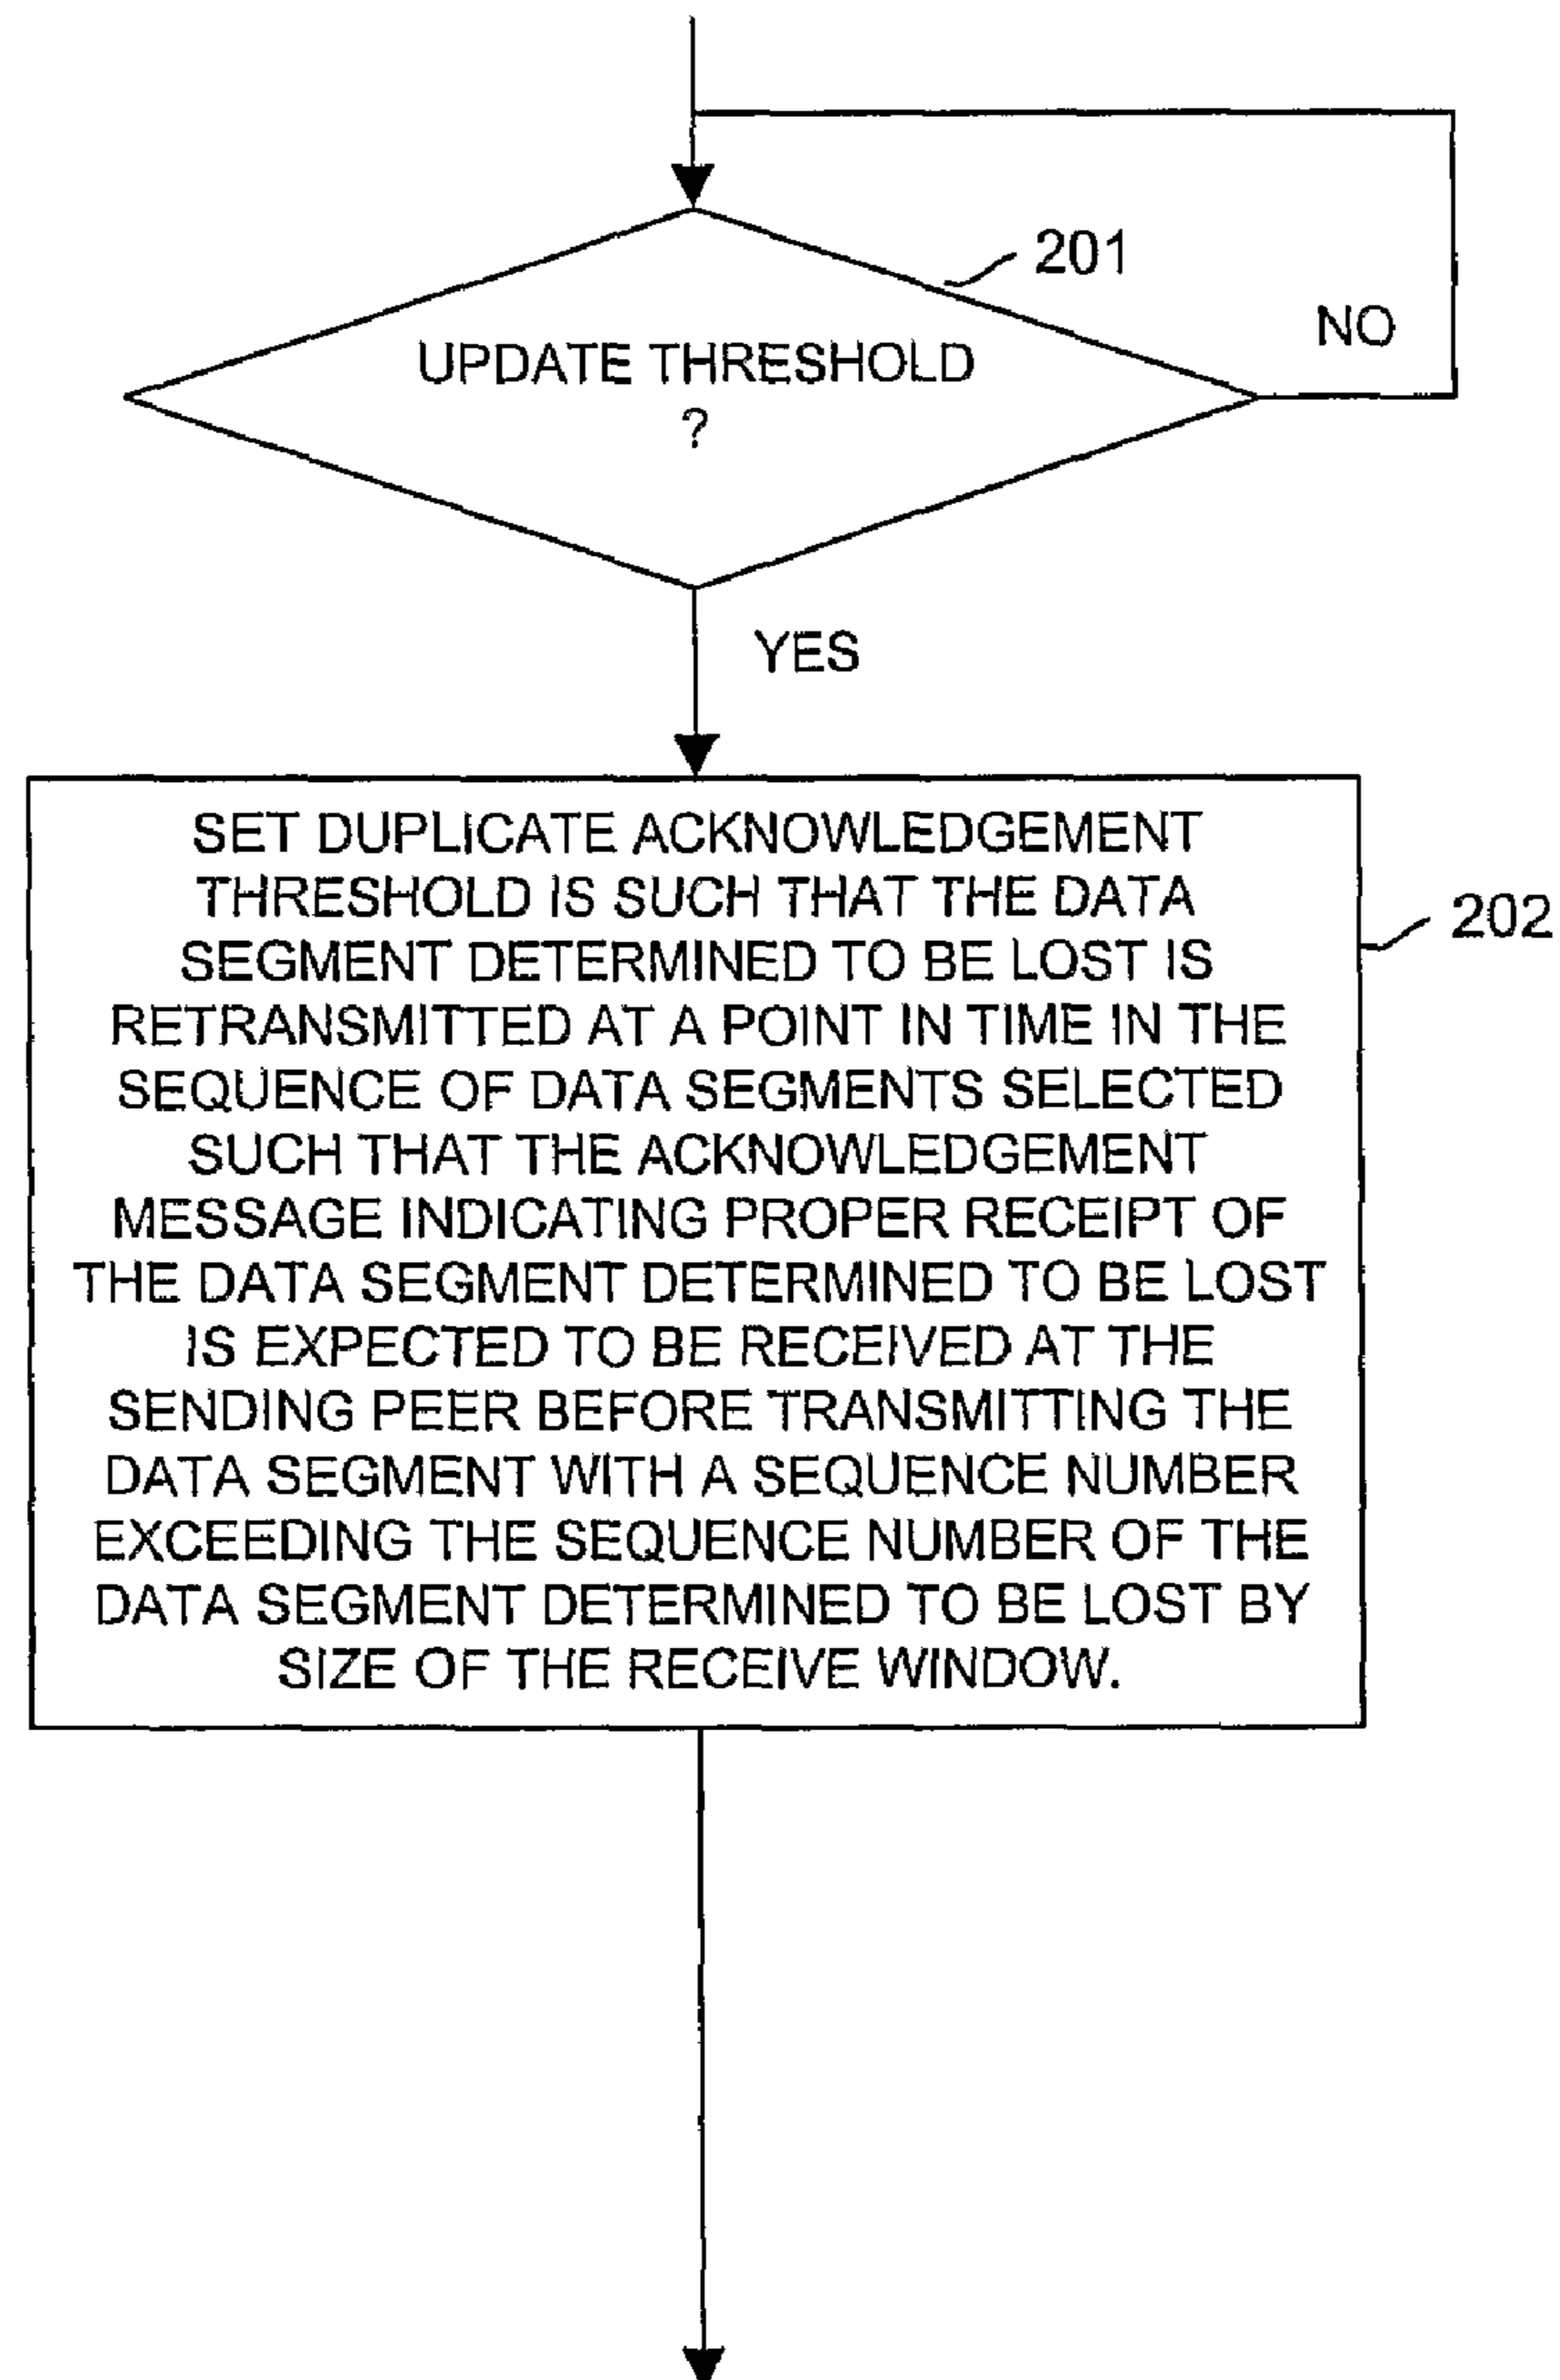 201
NO
UPDATE THRESHOLD
?
YES
SET DUPLICATE ACKNOWLEDGEMENT
THRESHOLD IS SUCH THAT THE DATA
SEGMENT DETERMINED TO BE LOST IS
RETRANSMITTED AT A POINT IN TIME IN THE
SEQUENCE OF DATA SEGMENTS SELECTED
SUCH THAT THE ACKNOWLEDGEMENT
MESSAGE INDICATING PROPER RECEIPT OF
THE DATA SEGMENT DETERMINED TO BE LOST
IS EXPECTED TO BE RECEIVED AT THE
SENDING PEER BEFORE TRANSMITTING THE
DATA SEGMENT WITH A SEQUENCE NUMBER
EXCEEDING THE SEQUENCE NUMBER OF THE
DATA SEGMENT DETERMINED TO BE LOST BY
SIZE OF THE RECEIVE WINDOW.
202